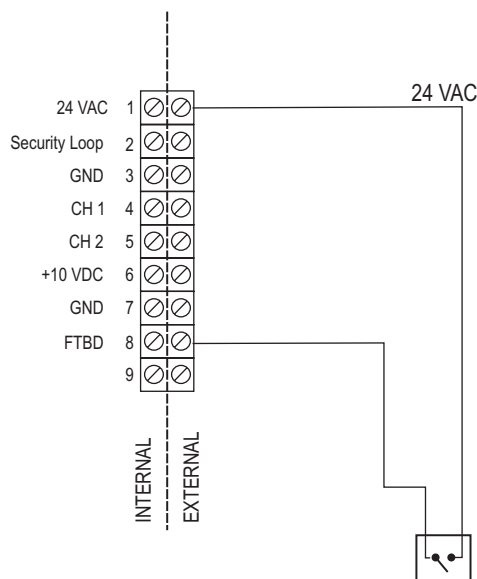 24 VAC
24 VAC 1
Security Loop 2
GND 3
CH 1 4
CH 2 5
+10 VDC 6
GND 7
FTBD 8
9
INTERNAL
EXTERNAL